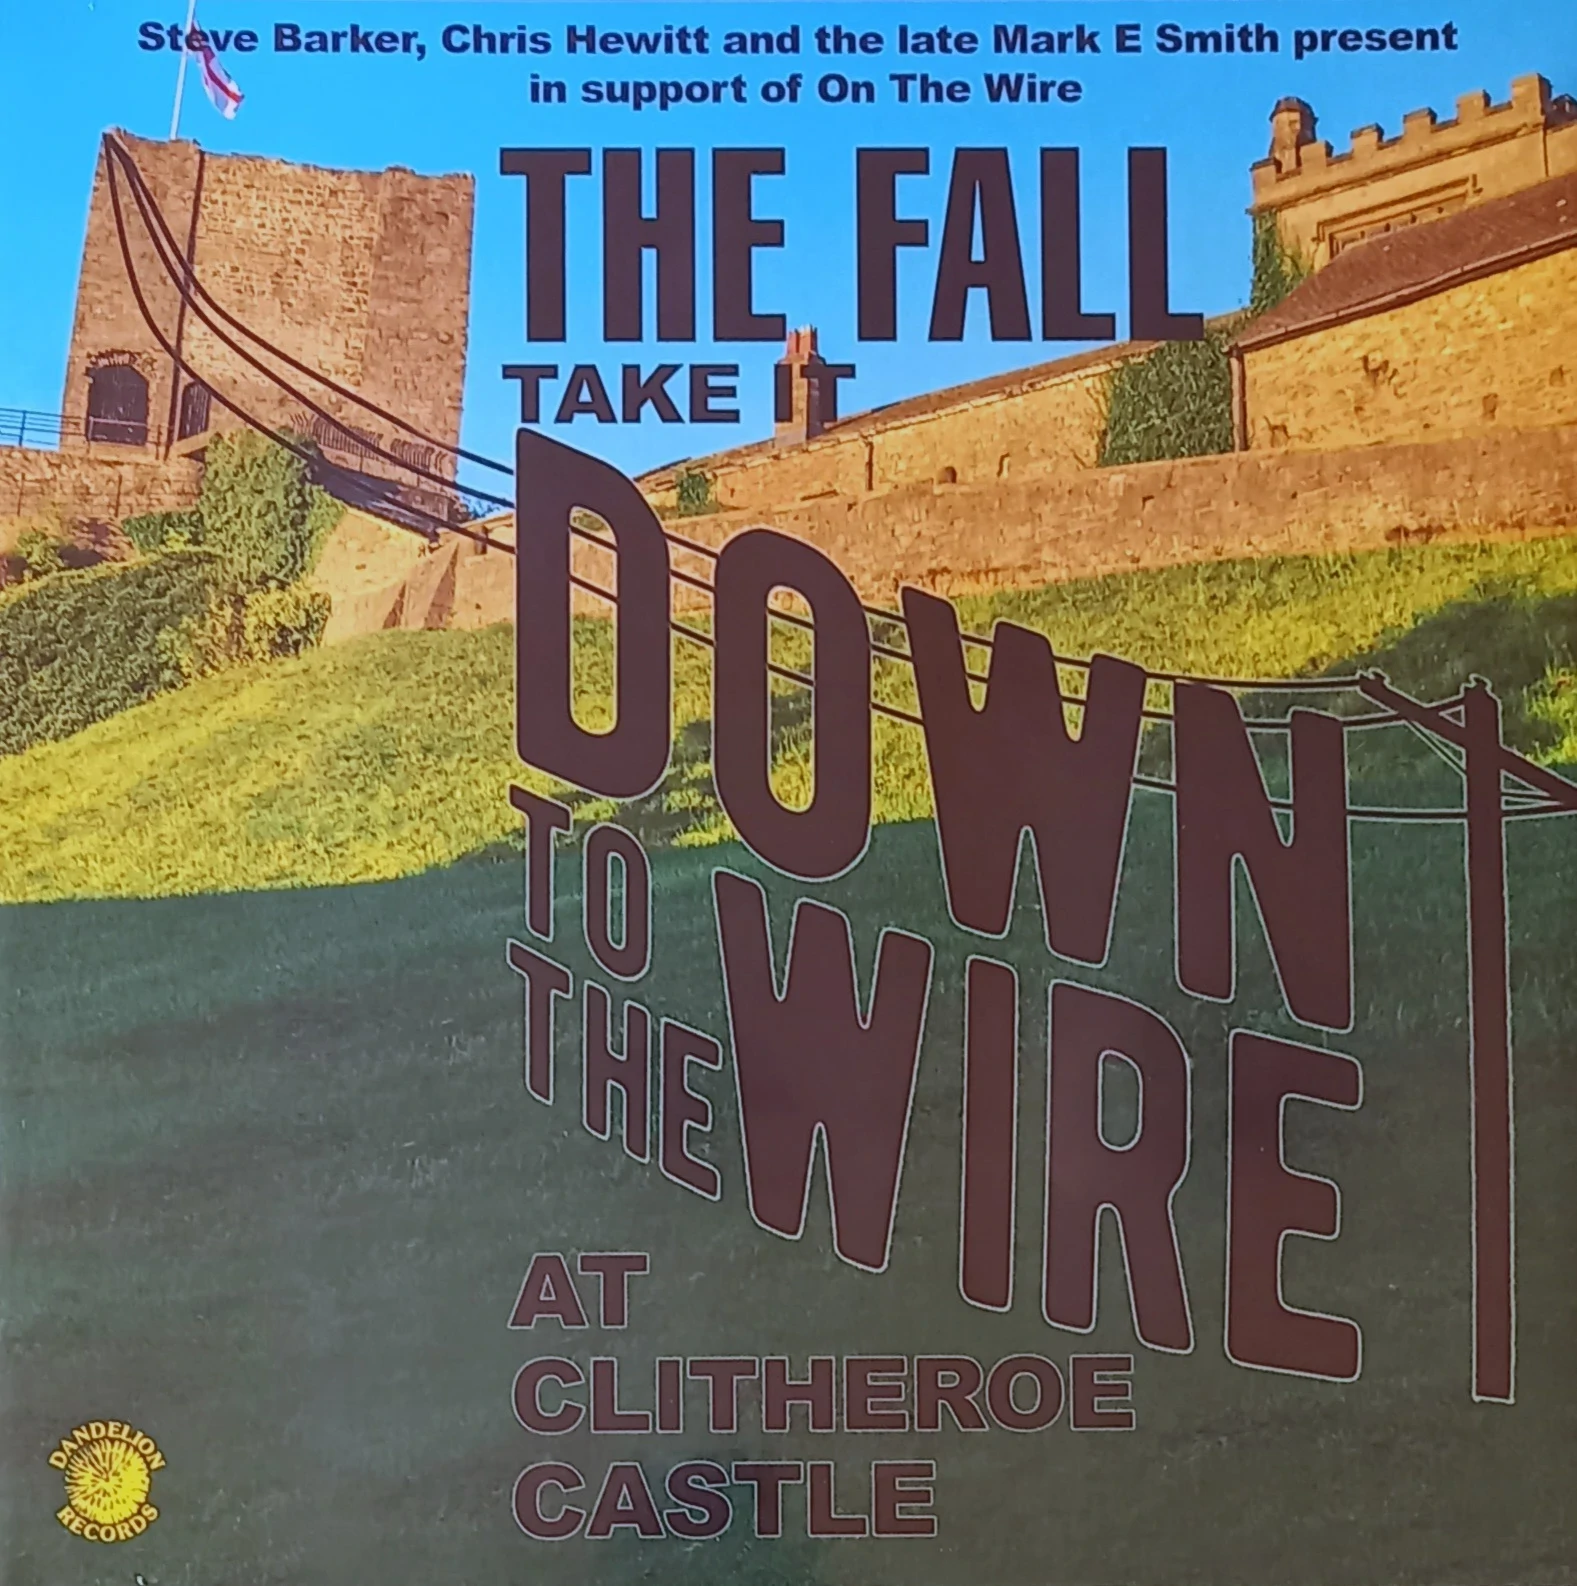 Steve Barker, Chris Hewitt and the late Mark E Smith present
in support of On The Wire
THE FALL
TAKE IT
DOWN
TO
THE
WIRE
AT
CLITHEROE
CASTLE
DANDELION
RECORDS